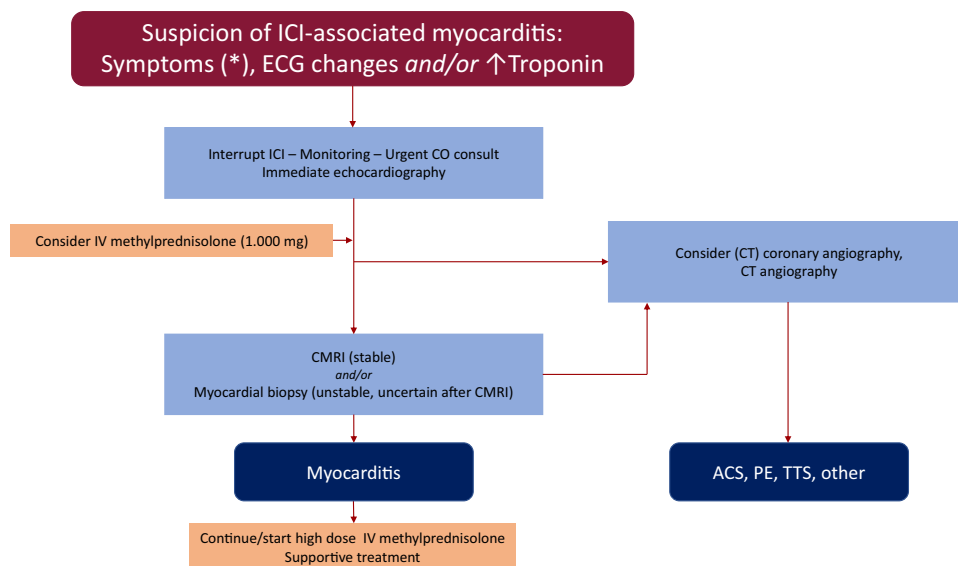 Suspicion of ICI-associated myocarditis:
Symptoms (*), ECG changes and/or ↑Troponin
Interrupt ICI – Monitoring – Urgent CO consult
Immediate echocardiography
Consider IV methylprednisolone (1.000 mg)
Consider (CT) coronary angiography,
CT angiography
CMRI (stable)
and/or
Myocardial biopsy (unstable, uncertain after CMRI)
Myocarditis
ACS, PE, TTS, other
Continue/start high dose IV methylprednisolone
Supportive treatment